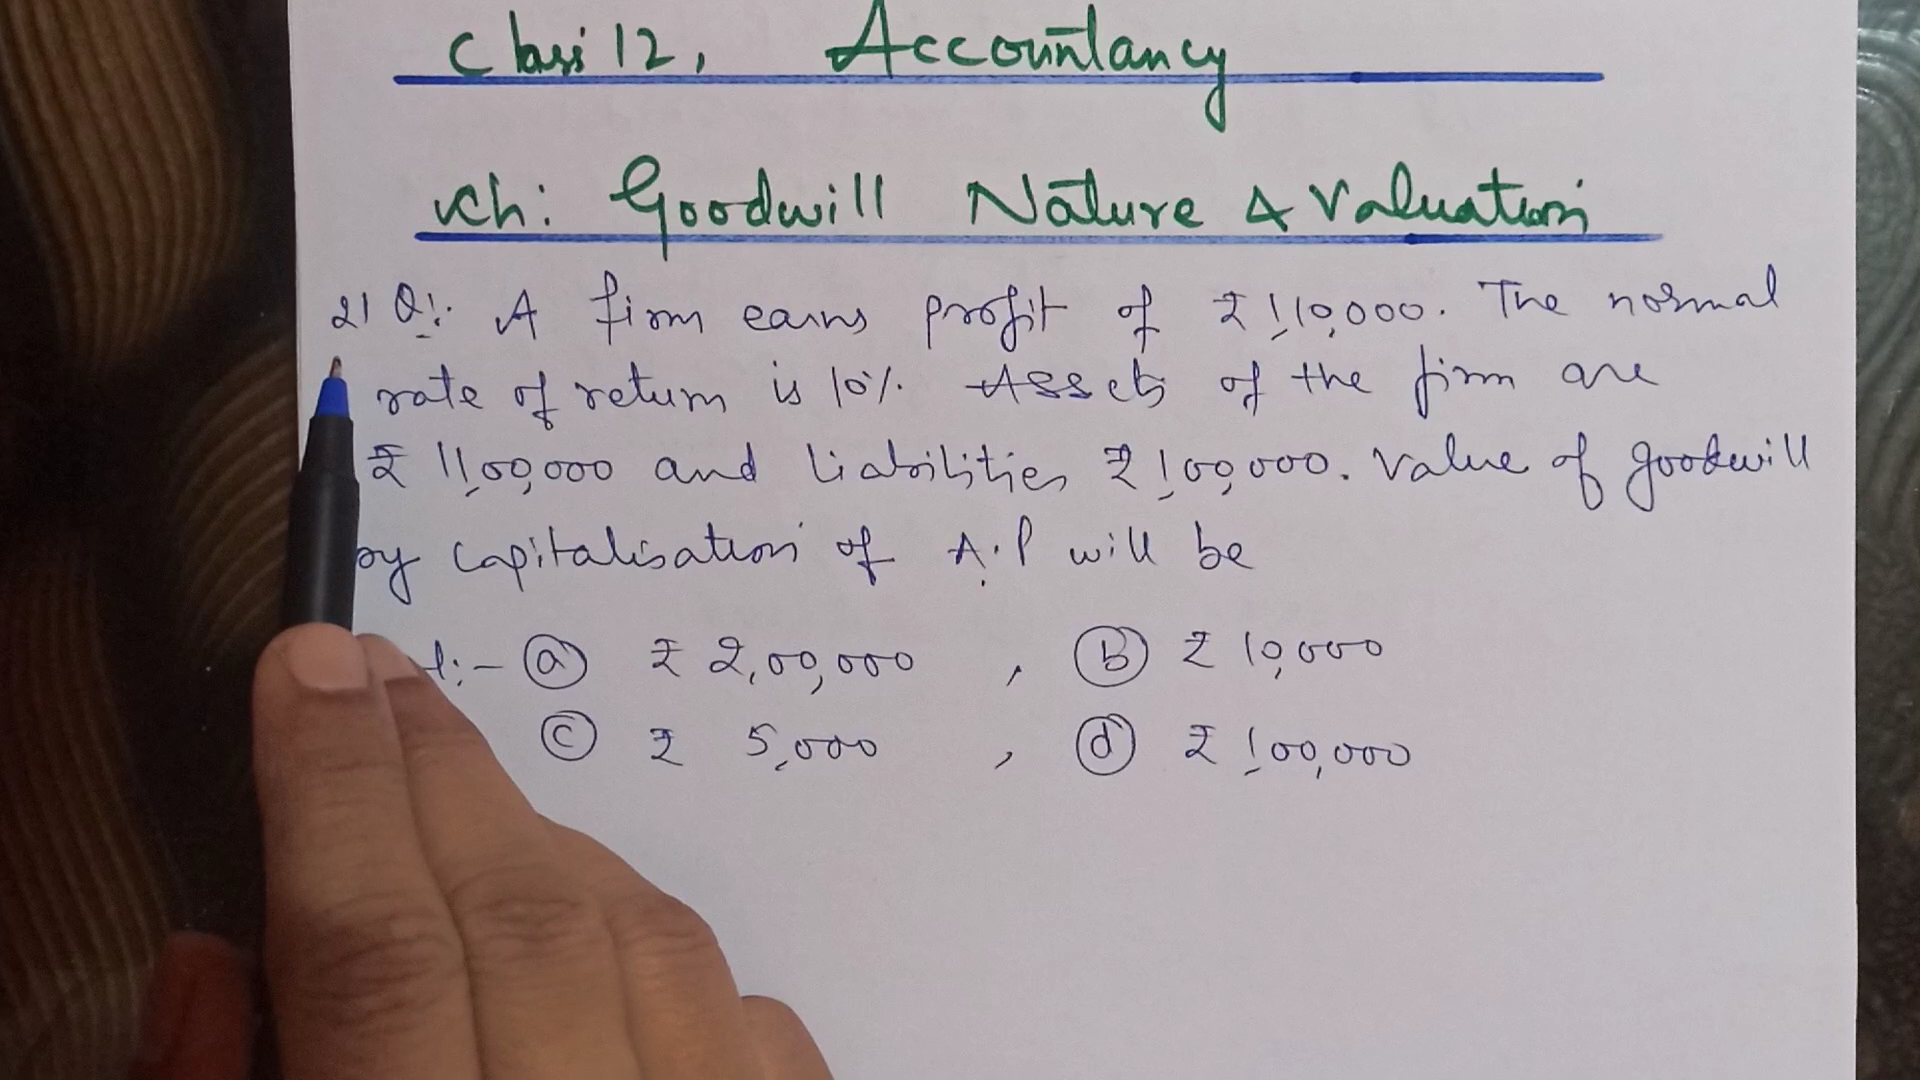 Class 12, Accountancy
Ch: Goodwill Nature & Valuation
21 Q:- A firm earns profit of ₹ 1,10,000. The normal
rate of return is 10%. Assets of the firm are
₹ 11,00,000 and liabilities ₹ 1,00,000. Value of goodwill
by capitalisation of A.P will be
(a) ₹ 2,00,000 , (b) ₹ 10,000
(c) ₹ 5,000 , (d) ₹ 1,00,000